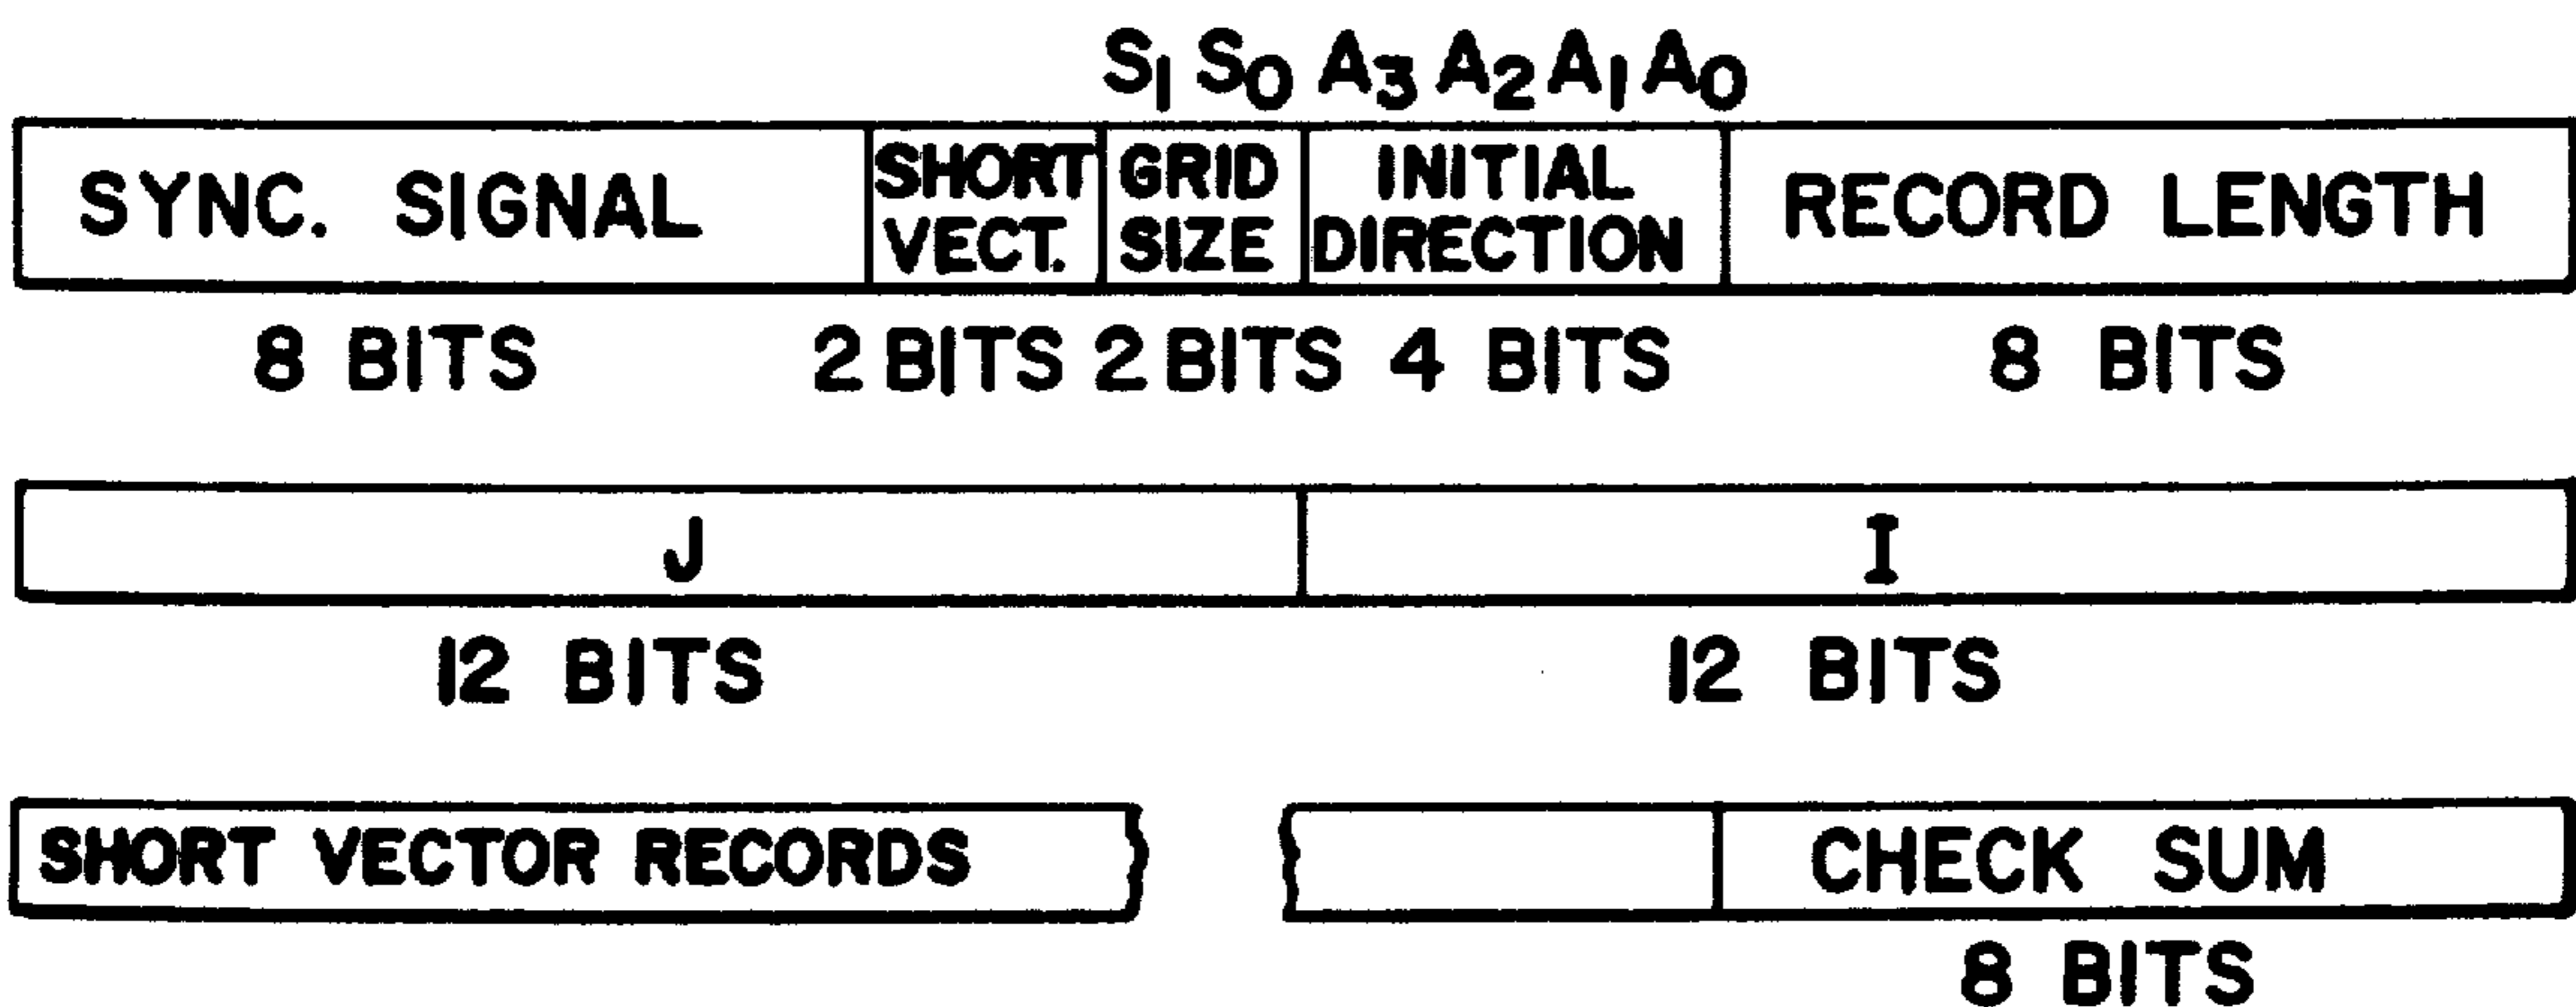 S₁ S₀ A₃ A₂ A₁ A₀
SYNC. SIGNAL
SHORT
VECT.
GRID
SIZE
INITIAL
DIRECTION
RECORD LENGTH
8 BITS 2 BITS 2 BITS 4 BITS 8 BITS
J I
12 BITS 12 BITS
SHORT VECTOR RECORDS CHECK SUM
8 BITS